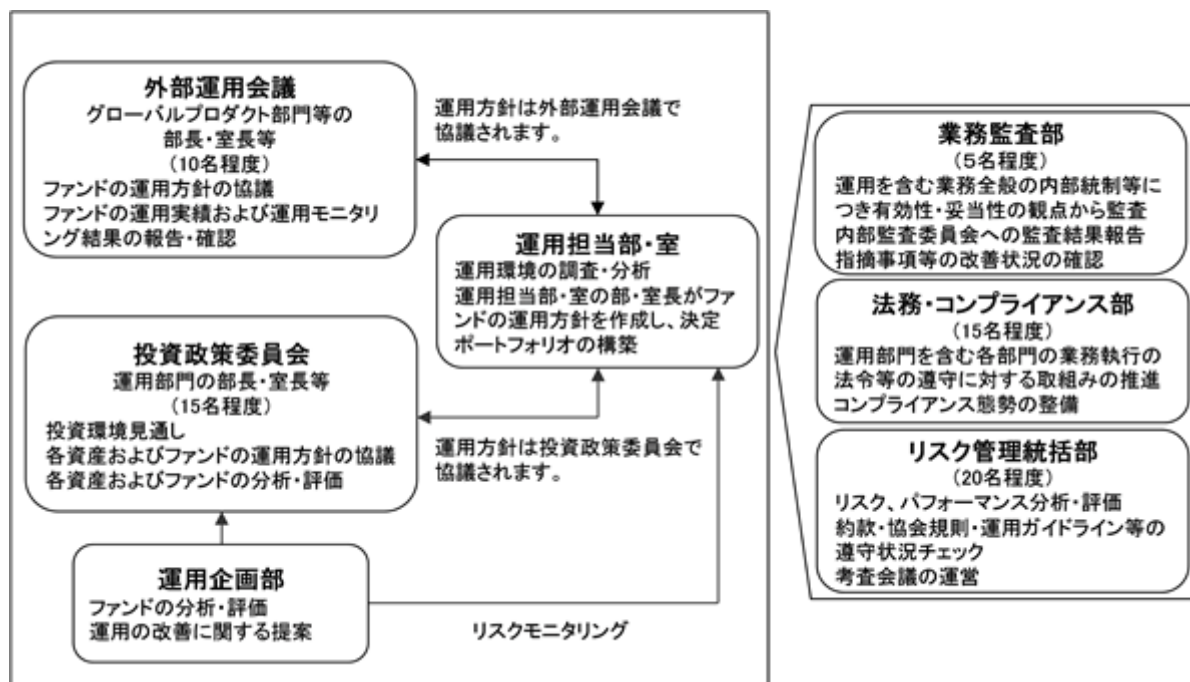 外部運用会議
グローバルプロダクト部門等の
部長・室長等
(10名程度)
ファンドの運用方針の協議
ファンドの運用実績および運用モニタリ
ング結果の報告・確認
運用方針は外部運用会議で
協議されます。
運用担当部・室
運用環境の調査・分析
運用担当部・室の部・室長がファ
ンドの運用方針を作成し、決定
ポートフォリオの構築
投資政策委員会
運用部門の部長・室長等
(15名程度)
投資環境見通し
各資産およびファンドの運用方針の協議
各資産およびファンドの分析・評価
運用方針は投資政策委員会で
協議されます。
運用企画部
ファンドの分析・評価
運用の改善に関する提案
リスクモニタリング
業務監査部
(5名程度)
運用を含む業務全般の内部統制等に
つき有効性・妥当性の観点から監査
内部監査委員会への監査結果報告
指摘事項等の改善状況の確認
法務・コンプライアンス部
(15名程度)
運用部門を含む各部門の業務執行の
法令等の遵守に対する取組みの推進
コンプライアンス態勢の整備
リスク管理統括部
(20名程度)
リスク、パフォーマンス分析・評価
約款・協会規則・運用ガイドライン等の
遵守状況チェック
考査会議の運営